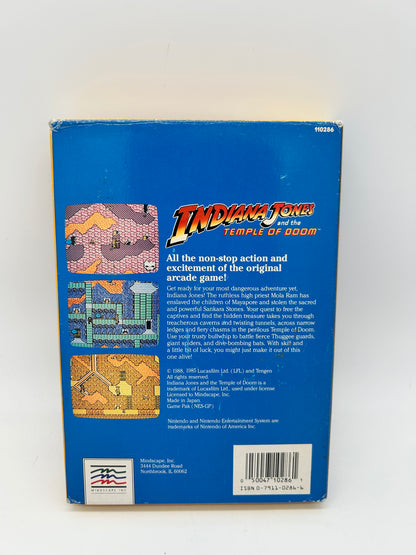 110286
INDIANA JONES
and the
TEMPLE OF DOOM™
All the non-stop action and
excitement of the original
arcade game!
Get ready for your most dangerous adventure yet,
Indiana Jones! The ruthless high priest Mola Ram has
enslaved the children of Mayapore and stolen the sacred
and powerful Sankara Stones. Your quest to free the
captives and find the hidden treasure takes you through
treacherous caverns and twisting tunnels, across narrow
ledges and fiery chasms in the perilous Temple of Doom.
Use your trusty bullwhip to battle fierce Thuggee guards,
giant spiders, and dive-bombing bats. With skill and
a little bit of luck, you might just make it out of this
one alive!
© 1988, 1985 Lucasfilm Ltd. (LFL) and Tengen
All rights reserved.
Indiana Jones and the Temple of Doom is a
trademark of Lucasfilm Ltd., used under license
Licensed to Mindscape, Inc.
Made in Japan.
Game Pak (NES-GP)
Nintendo and Nintendo Entertainment System are
trademarks of Nintendo of America Inc.
MINDSCAPE INC.
Mindscape, Inc.
3444 Dundee Road
Northbrook, IL 60062
0 50047 10286 1
ISBN 0-7911-0286-6